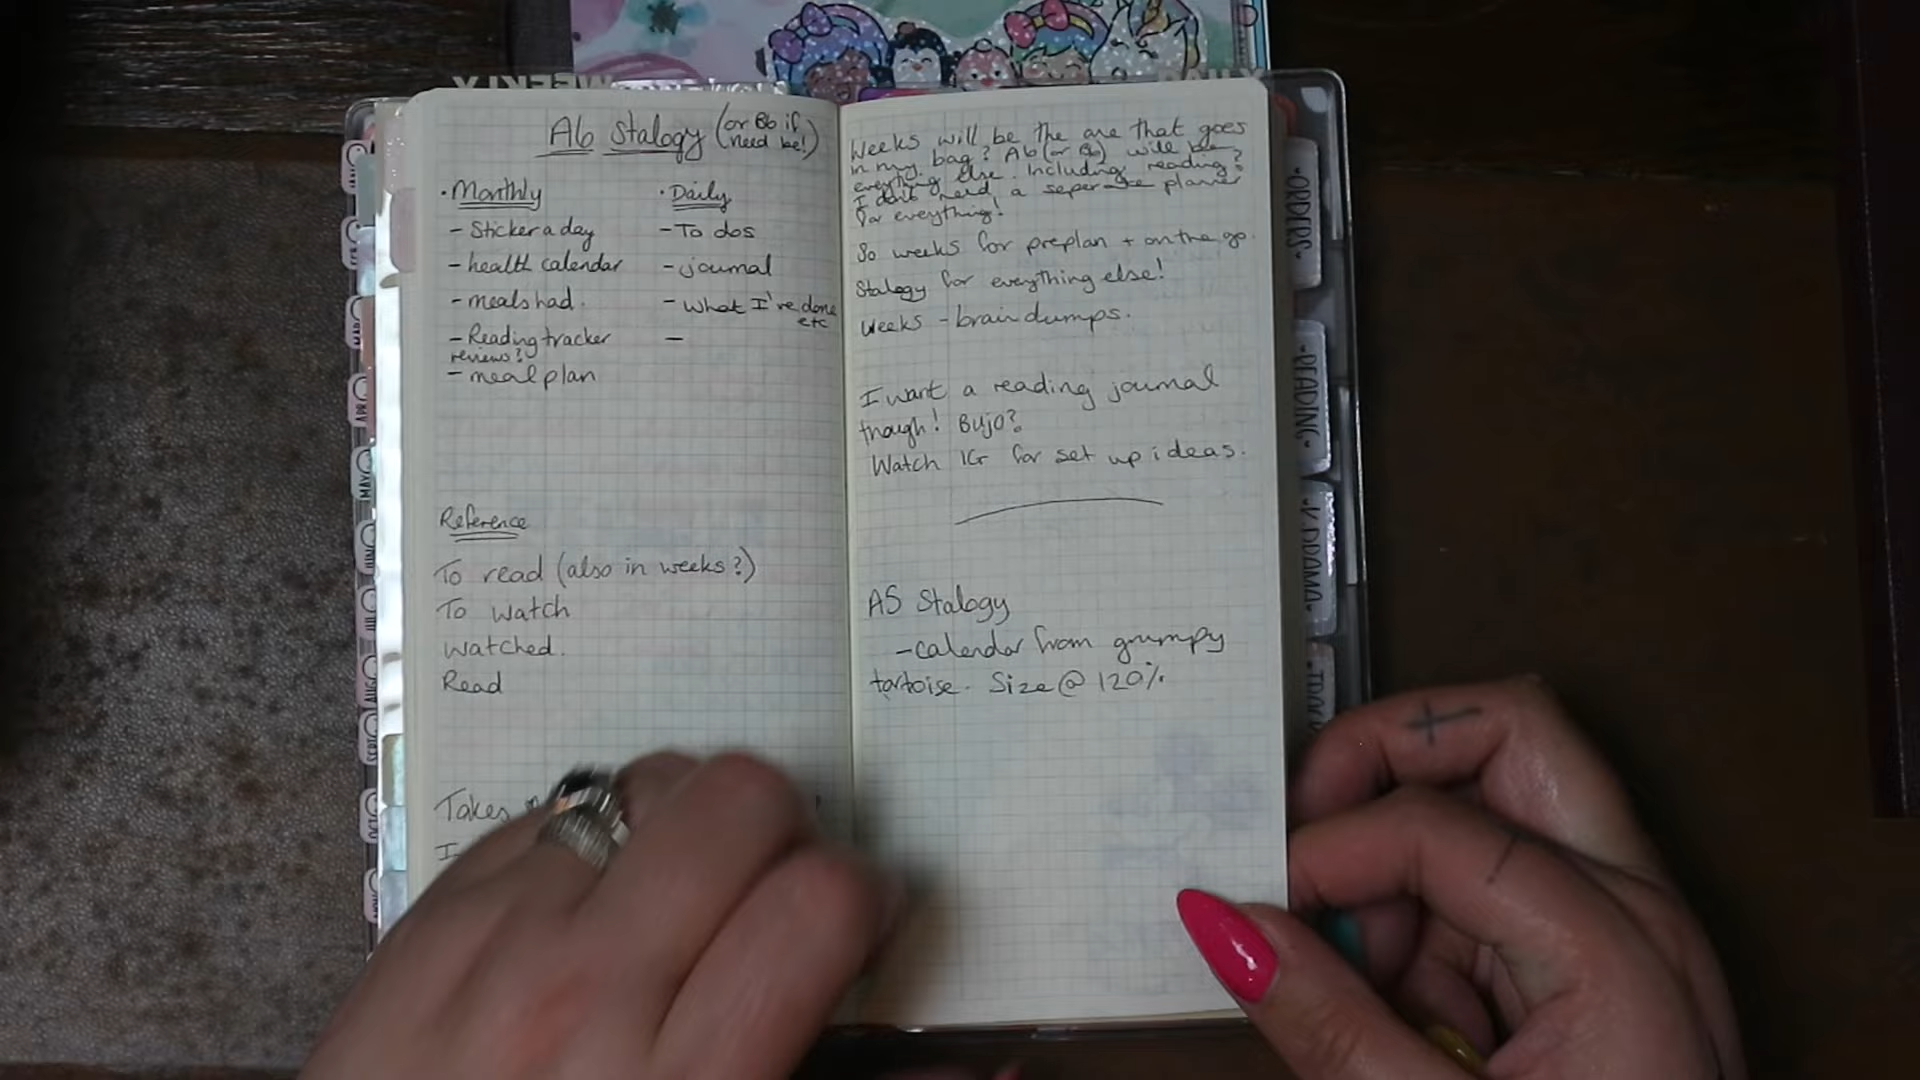 A6 Stalogy (or B6 if need be!)
· Monthly
- Sticker a day
- health calendar
- meals had.
- Reading tracker
reviews?
- meal plan
· Daily
- To dos
- journal
- What I've done
etc
-
Reference
To read (also in weeks?)
To watch
Watched.
Read
Takes
I
Weeks will be the one that goes
in my bag? A6 (or B6) will be
everything else. Including reading?
I don't need a seperate planner
for everything!
So weeks for preplan + on the go.
Stalogy for everything else!
Weeks - brain dumps.
I want a reading journal
though! Bujo?
Watch IG for set up ideas.
A5 Stalogy
- calendar from grumpy
tortoise. Size @ 120%
WEEKLY
·ORDERS·
·READING·
·K DRAMA·
MAY